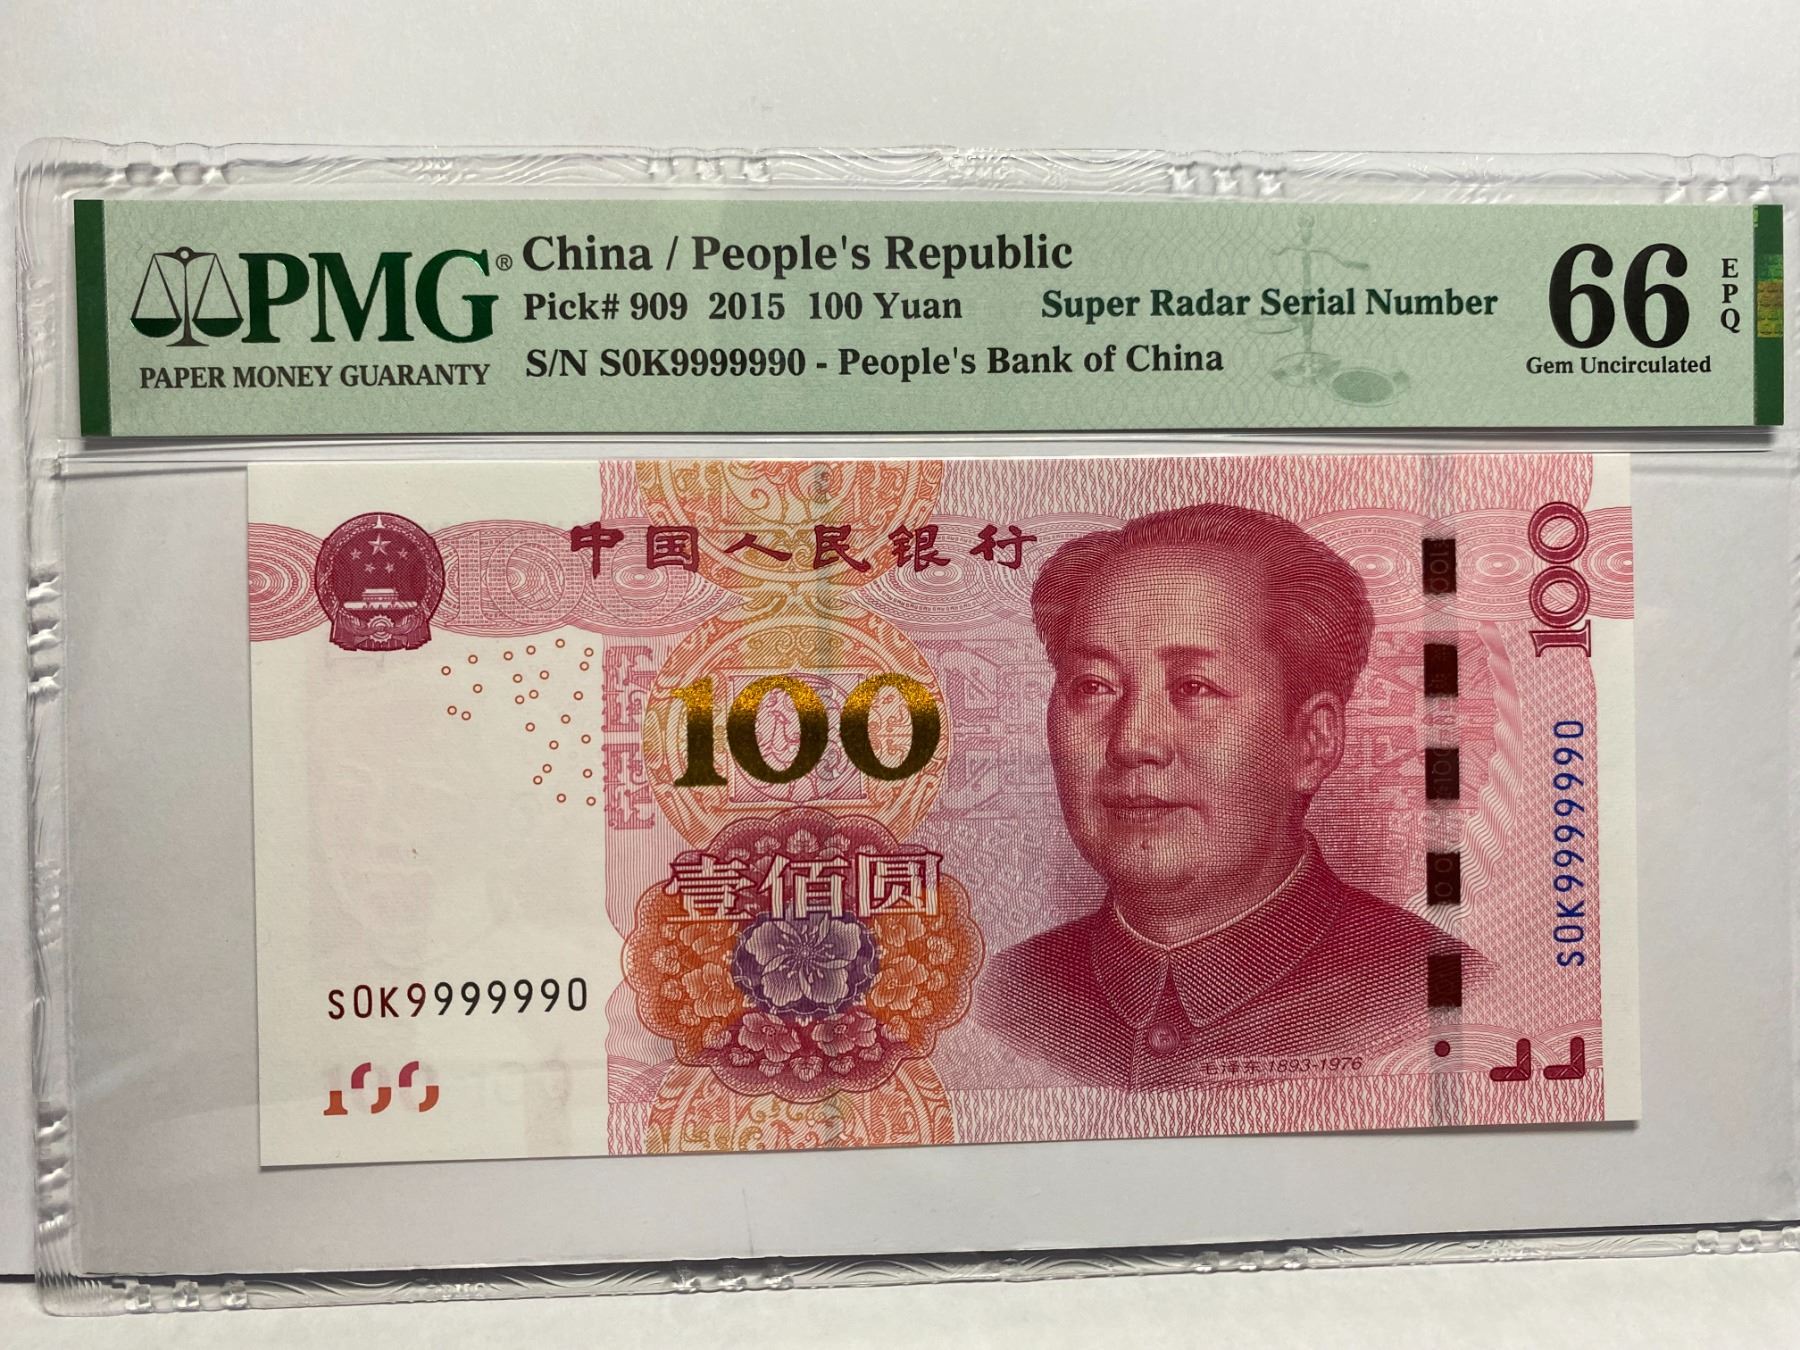 PMG®
PAPER MONEY GUARANTY
China / People's Republic
Pick# 909 2015 100 Yuan
Super Radar Serial Number
S/N S0K9999990 - People's Bank of China
66
EPQ
Gem Uncirculated
中国人民银行
100
100
壹佰圆
S0K9999990
S0K9999990
100
毛泽东 1893-1976